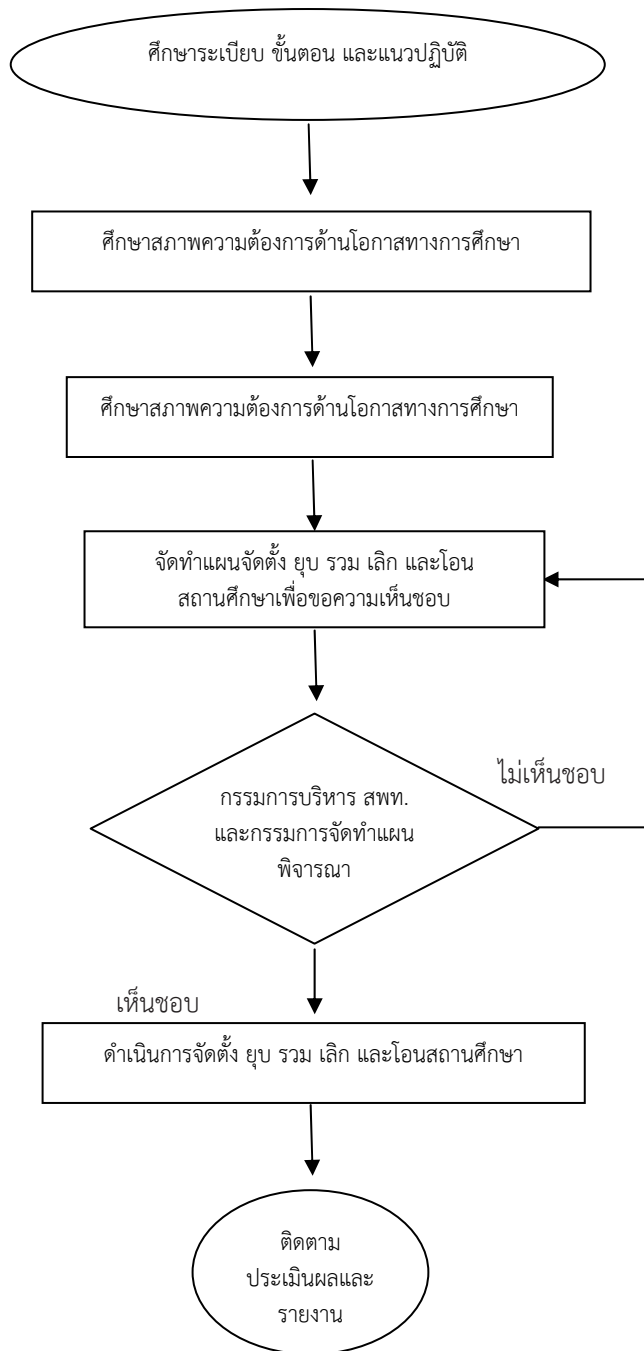 ศึกษาระเบียบ ขั้นตอน และแนวปฏิบัติ
ศึกษาสภาพความต้องการด้านโอกาสทางการศึกษา
ศึกษาสภาพความต้องการด้านโอกาสทางการศึกษา
จัดทำแผนจัดตั้ง ยุบ รวม เลิก และโอน
สถานศึกษาเพื่อขอความเห็นชอบ
ไม่เห็นชอบ
กรรมการบริหาร สพท.
และกรรมการจัดทำแผน
พิจารณา
เห็นชอบ
ดำเนินการจัดตั้ง ยุบ รวม เลิก และโอนสถานศึกษา
ติดตาม
ประเมินผลและ
รายงาน